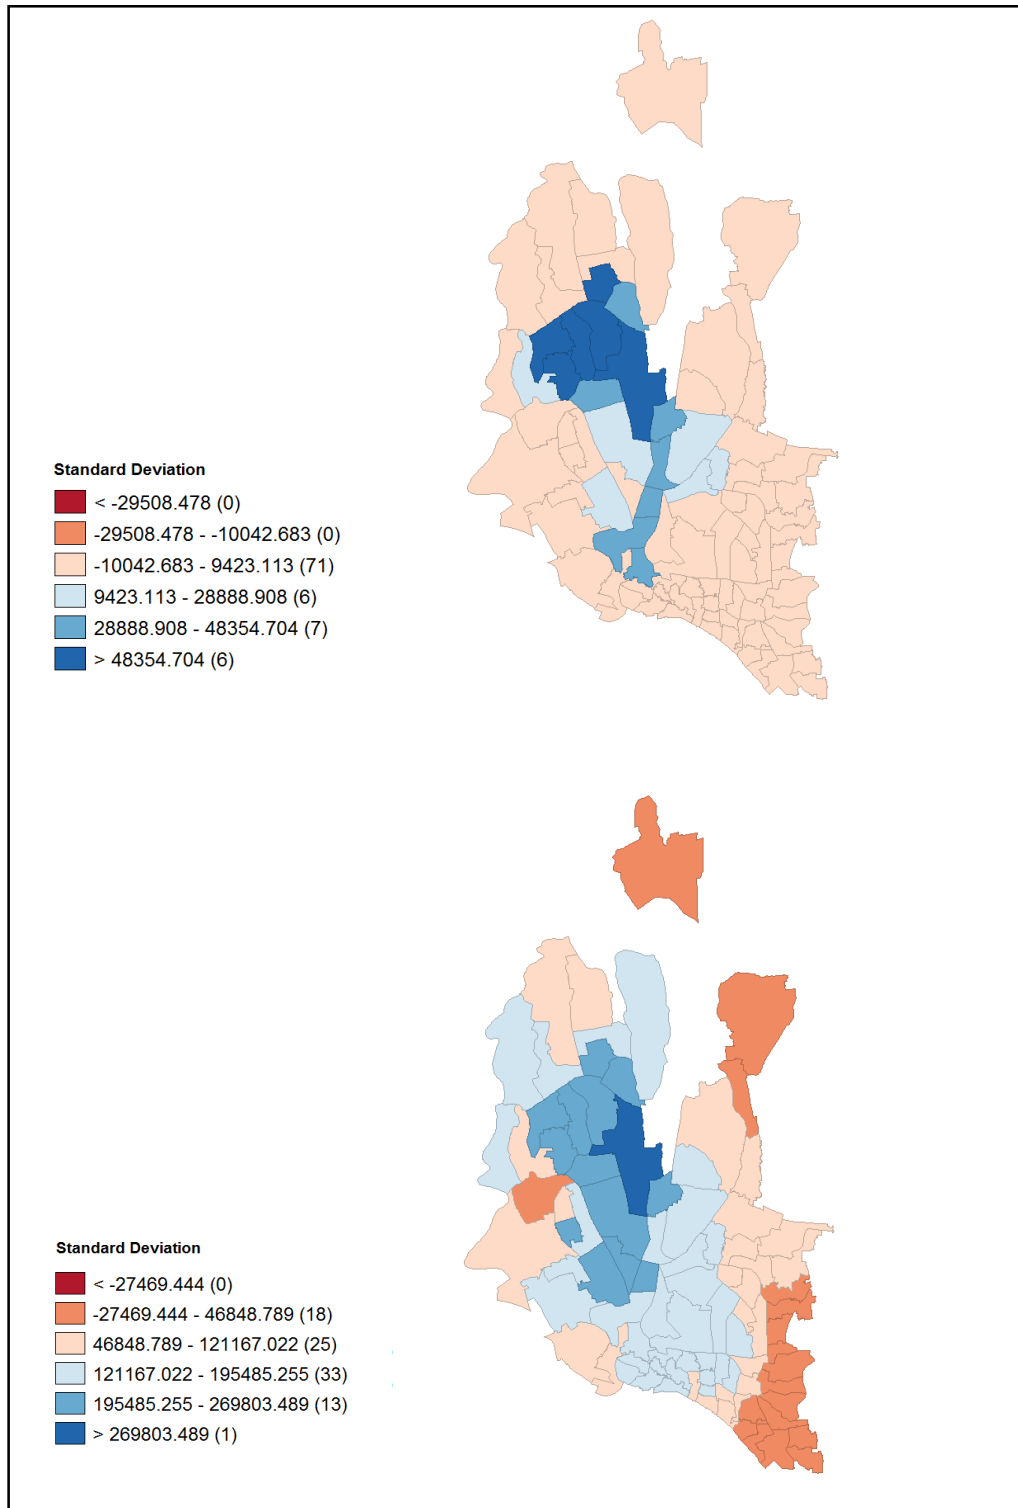 Standard Deviation
< -29508.478 (0)
-29508.478 - -10042.683 (0)
-10042.683 - 9423.113 (71)
9423.113 - 28888.908 (6)
28888.908 - 48354.704 (7)
> 48354.704 (6)
Standard Deviation
< -27469.444 (0)
-27469.444 - 46848.789 (18)
46848.789 - 121167.022 (25)
121167.022 - 195485.255 (33)
195485.255 - 269803.489 (13)
> 269803.489 (1)